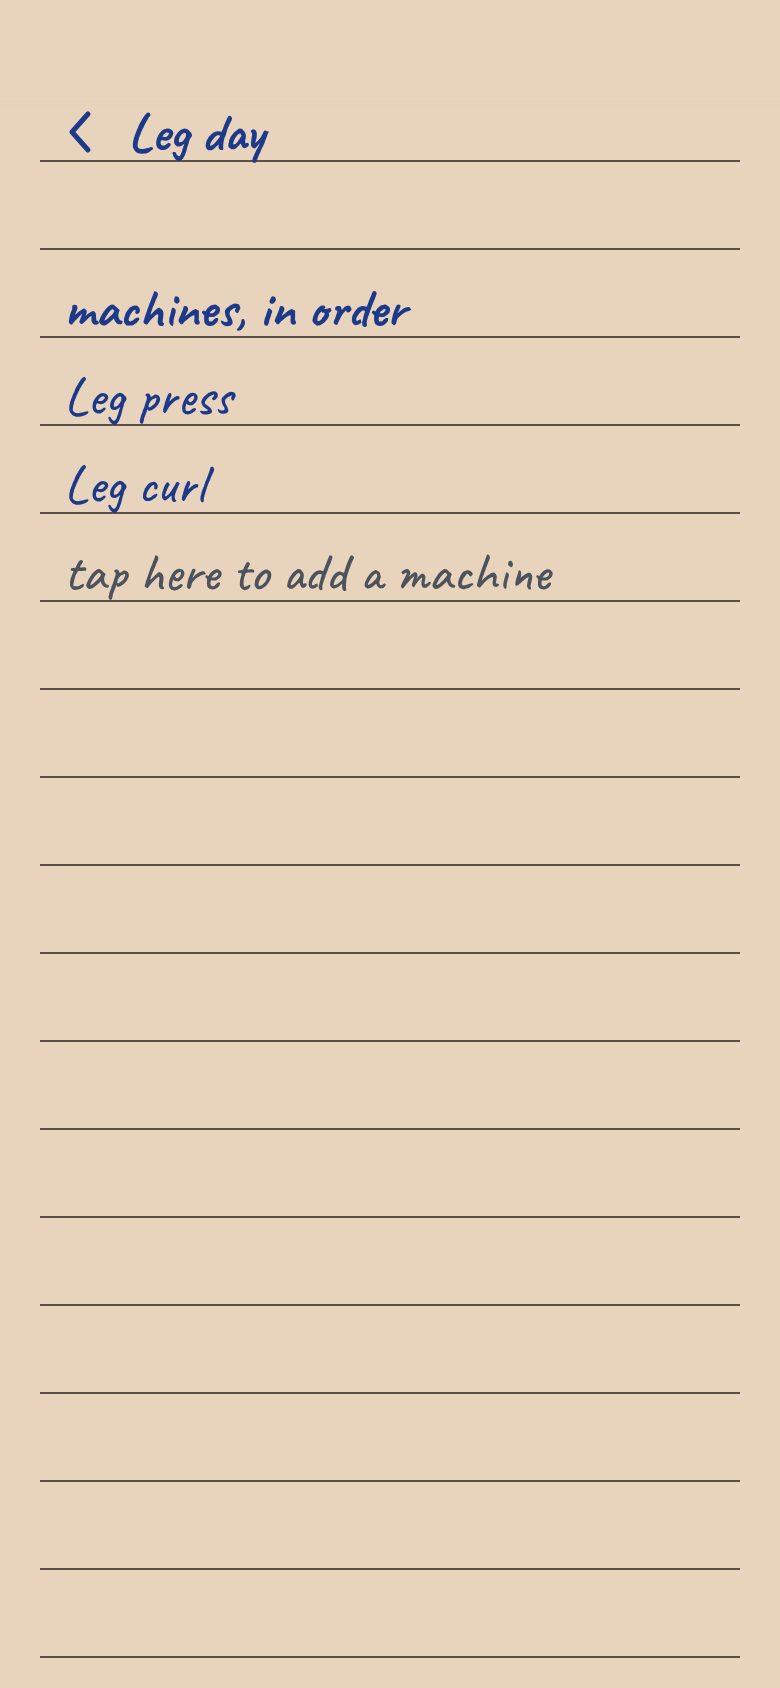 Leg day
machines, in order
Leg press
Leg curl
tap here to add a machine